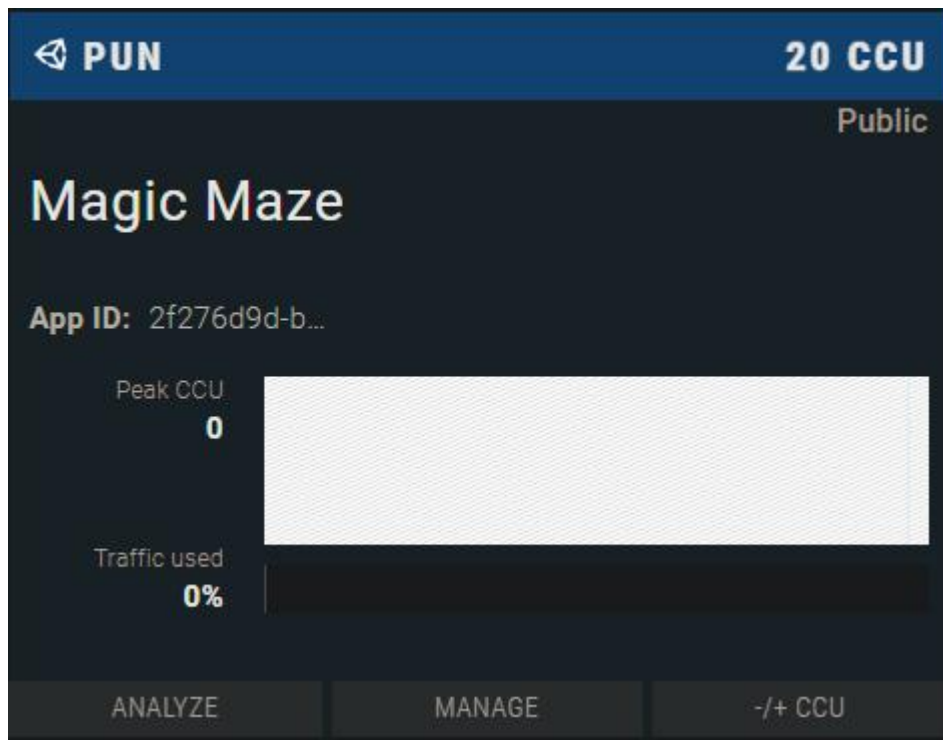 PUN
20 CCU
Public
Magic Maze
App ID: 2f276d9d-b...
Peak CCU
0
Traffic used
0%
ANALYZE
MANAGE
-/+ CCU